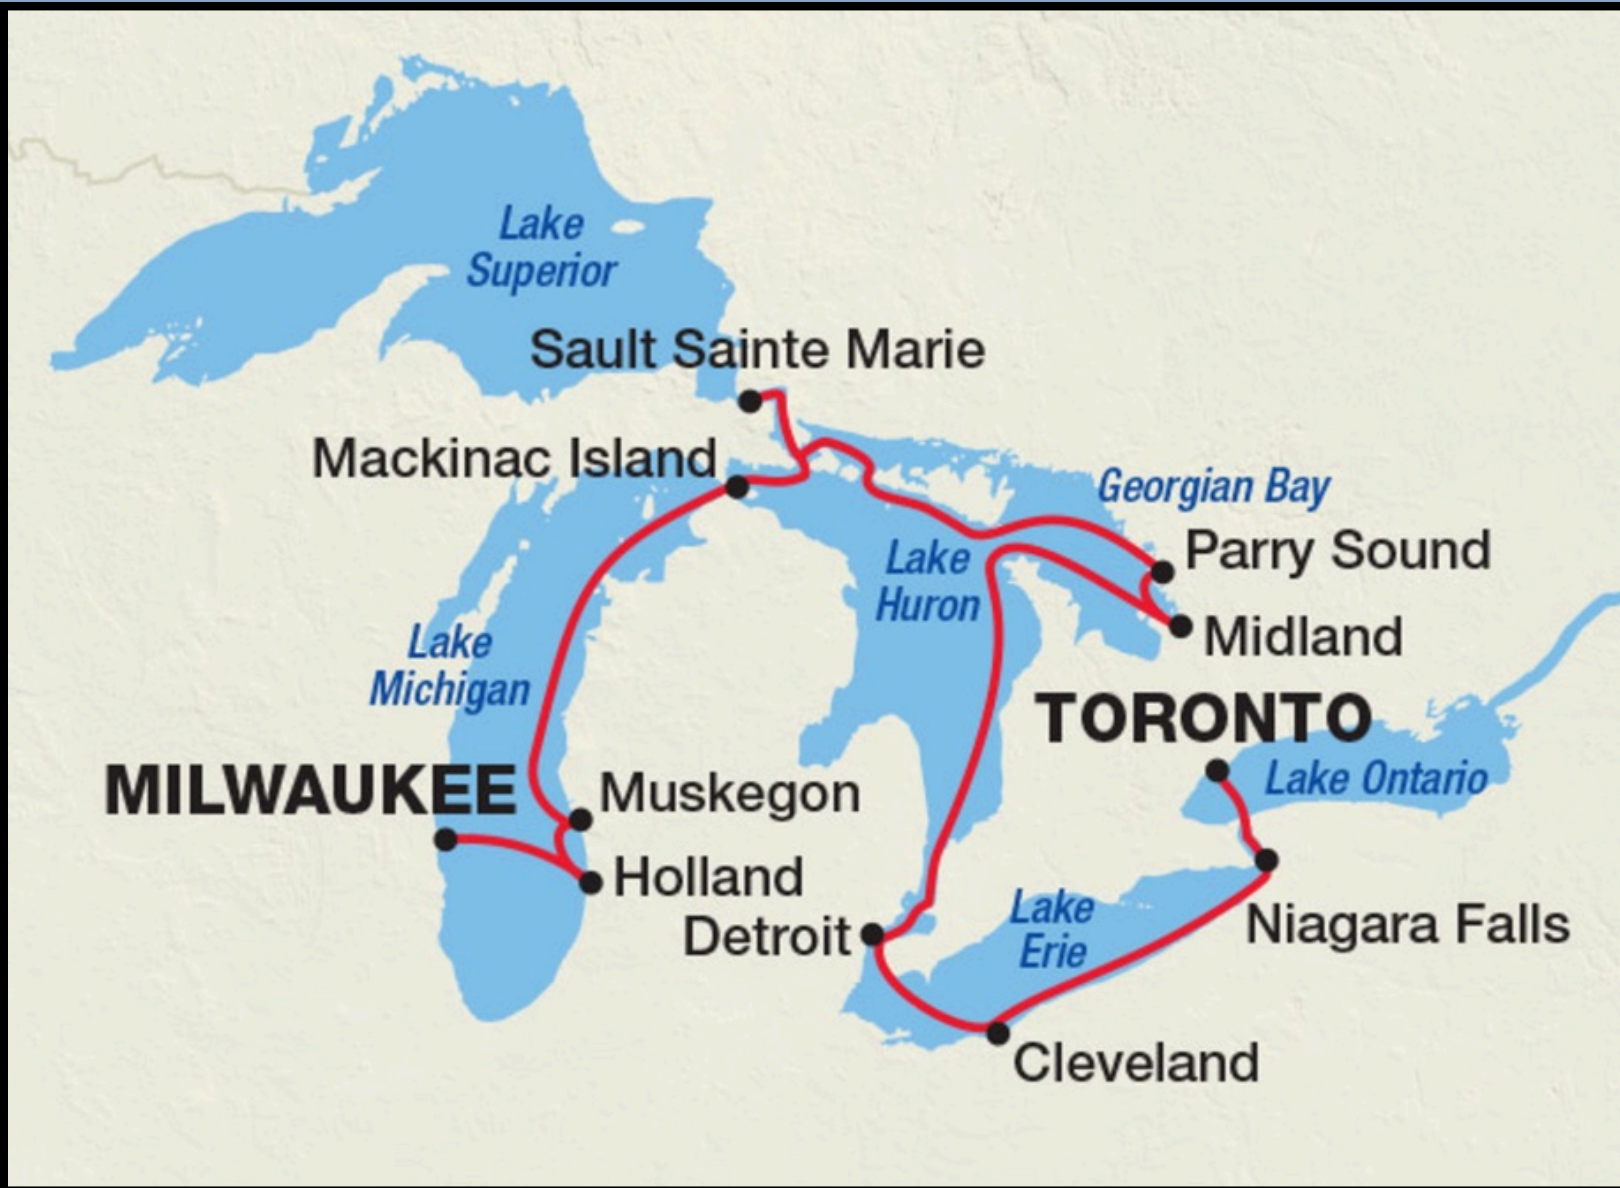 Lake
Superior
Sault Sainte Marie
Mackinac Island
Georgian Bay
Parry Sound
Lake
Huron
Midland
Lake
Michigan
TORONTO
MILWAUKEE
Muskegon
Lake Ontario
Holland
Detroit
Lake
Erie
Niagara Falls
Cleveland